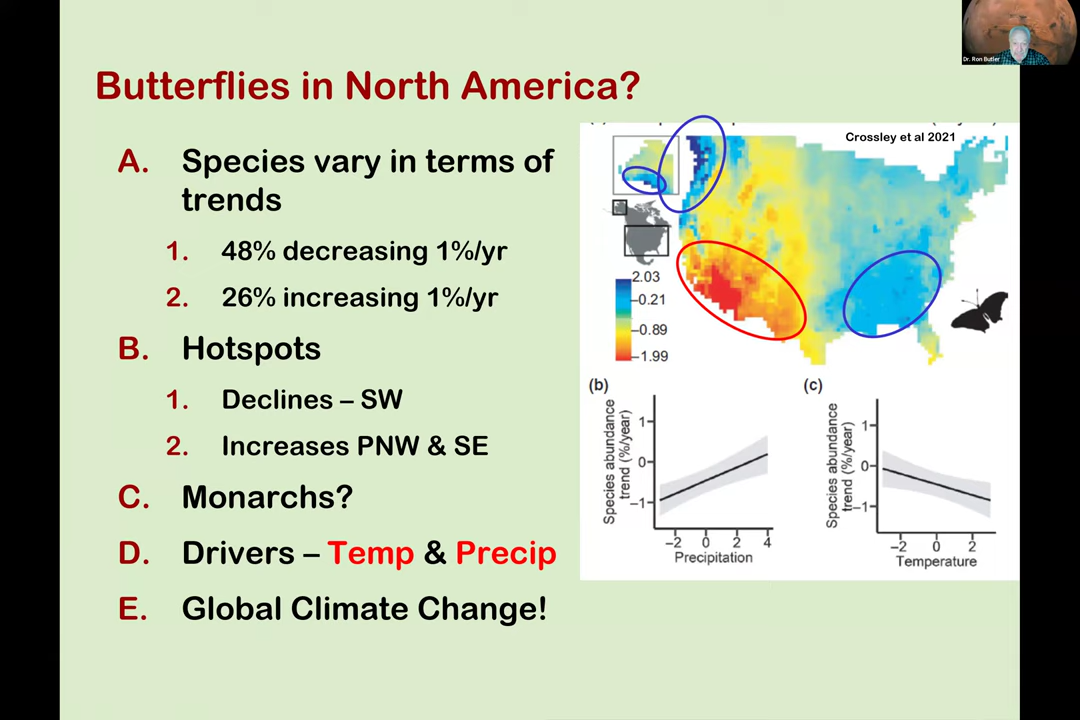 Dr. Ron Butler
Butterflies in North America?
A. Species vary in terms of
trends
1. 48% decreasing 1%/yr
2. 26% increasing 1%/yr
B. Hotspots
1. Declines – SW
2. Increases PNW & SE
C. Monarchs?
D. Drivers – Temp & Precip
E. Global Climate Change!
Crossley et al 2021
2.03
–0.21
–0.89
–1.99
(b)
Species abundance
trend (%/year)
1
0
–1
–2 0 2 4
Precipitation
(c)
Species abundance
trend (%/year)
1
0
–1
–2 0 2
Temperature